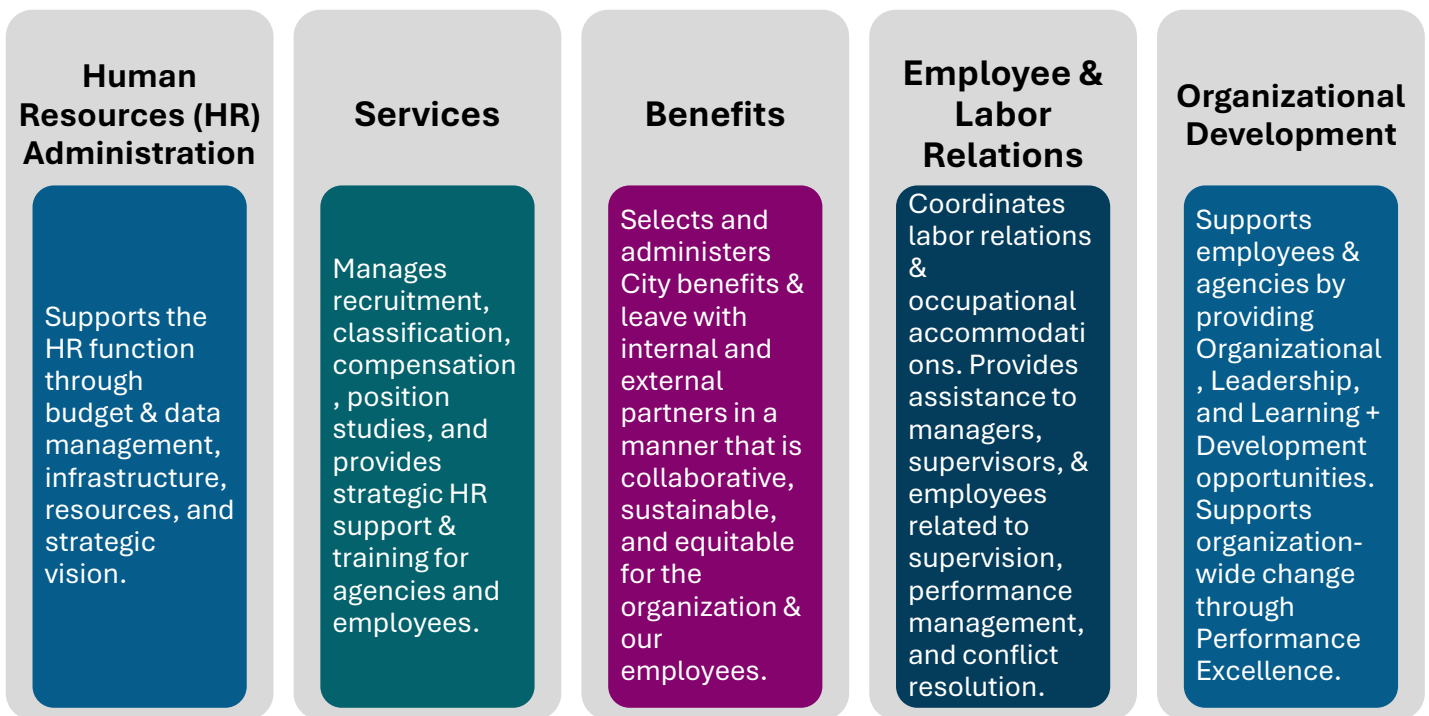 Human
Resources (HR)
Administration
Supports the
HR function
through
budget & data
management,
infrastructure,
resources, and
strategic
vision.
Services
Manages
recruitment,
classification,
compensation
, position
studies, and
provides
strategic HR
support &
training for
agencies and
employees.
Benefits
Selects and
administers
City benefits &
leave with
internal and
external
partners in a
manner that is
collaborative,
sustainable,
and equitable
for the
organization &
our
employees.
Employee &
Labor
Relations
Coordinates
labor relations
&
occupational
accommodati
ons. Provides
assistance to
managers,
supervisors, &
employees
related to
supervision,
performance
management,
and conflict
resolution.
Organizational
Development
Supports
employees &
agencies by
providing
Organizational
, Leadership,
and Learning +
Development
opportunities.
Supports
organization-
wide change
through
Performance
Excellence.